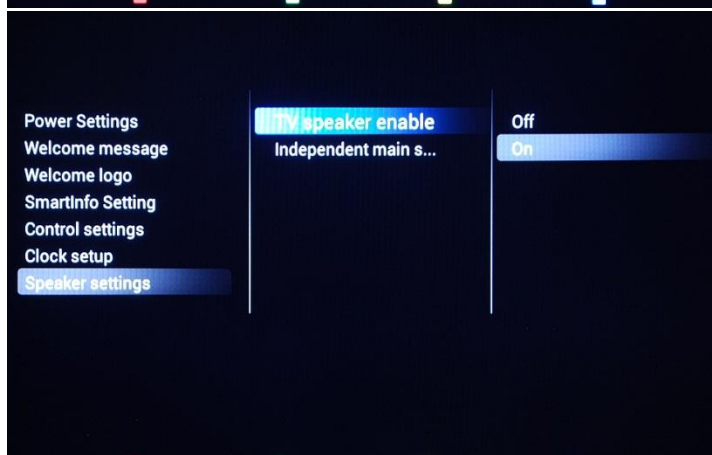 Power Settings
Welcome message
Welcome logo
SmartInfo Setting
Control settings
Clock setup
Speaker settings
TV speaker enable
Independent main s...
Off
On